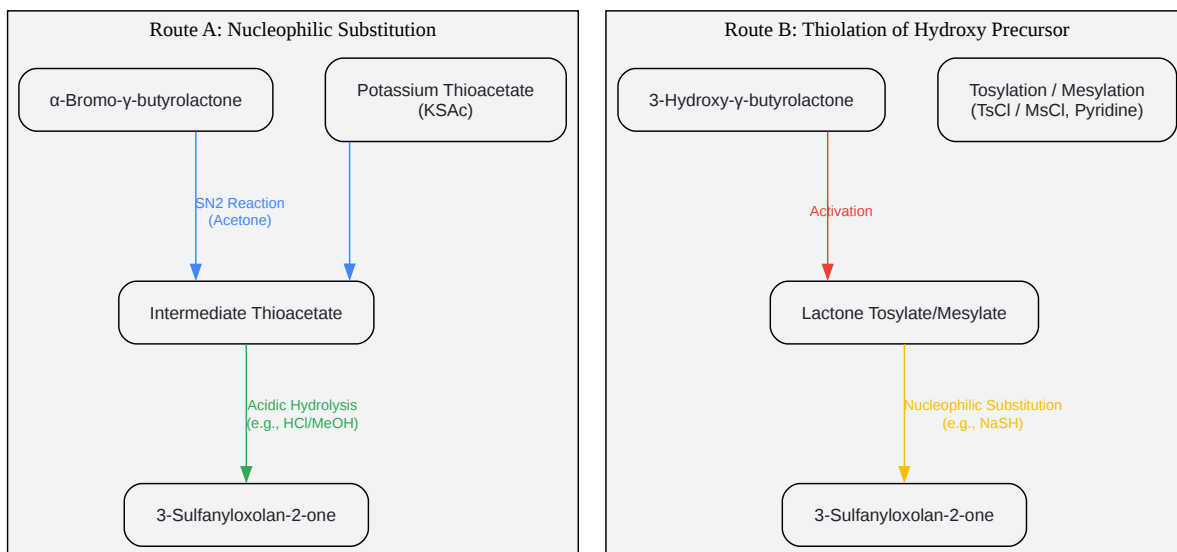 Route A: Nucleophilic Substitution
α-Bromo-γ-butyrolactone
Potassium Thioacetate
(KSAc)
SN2 Reaction
(Acetone)
Intermediate Thioacetate
Acidic Hydrolysis
(e.g., HCl/MeOH)
3-Sulfanyloxolan-2-one
Route B: Thiolation of Hydroxy Precursor
3-Hydroxy-γ-butyrolactone
Tosylation / Mesylation
(TsCl / MsCl, Pyridine)
Activation
Lactone Tosylate/Mesylate
Nucleophilic Substitution
(e.g., NaSH)
3-Sulfanyloxolan-2-one